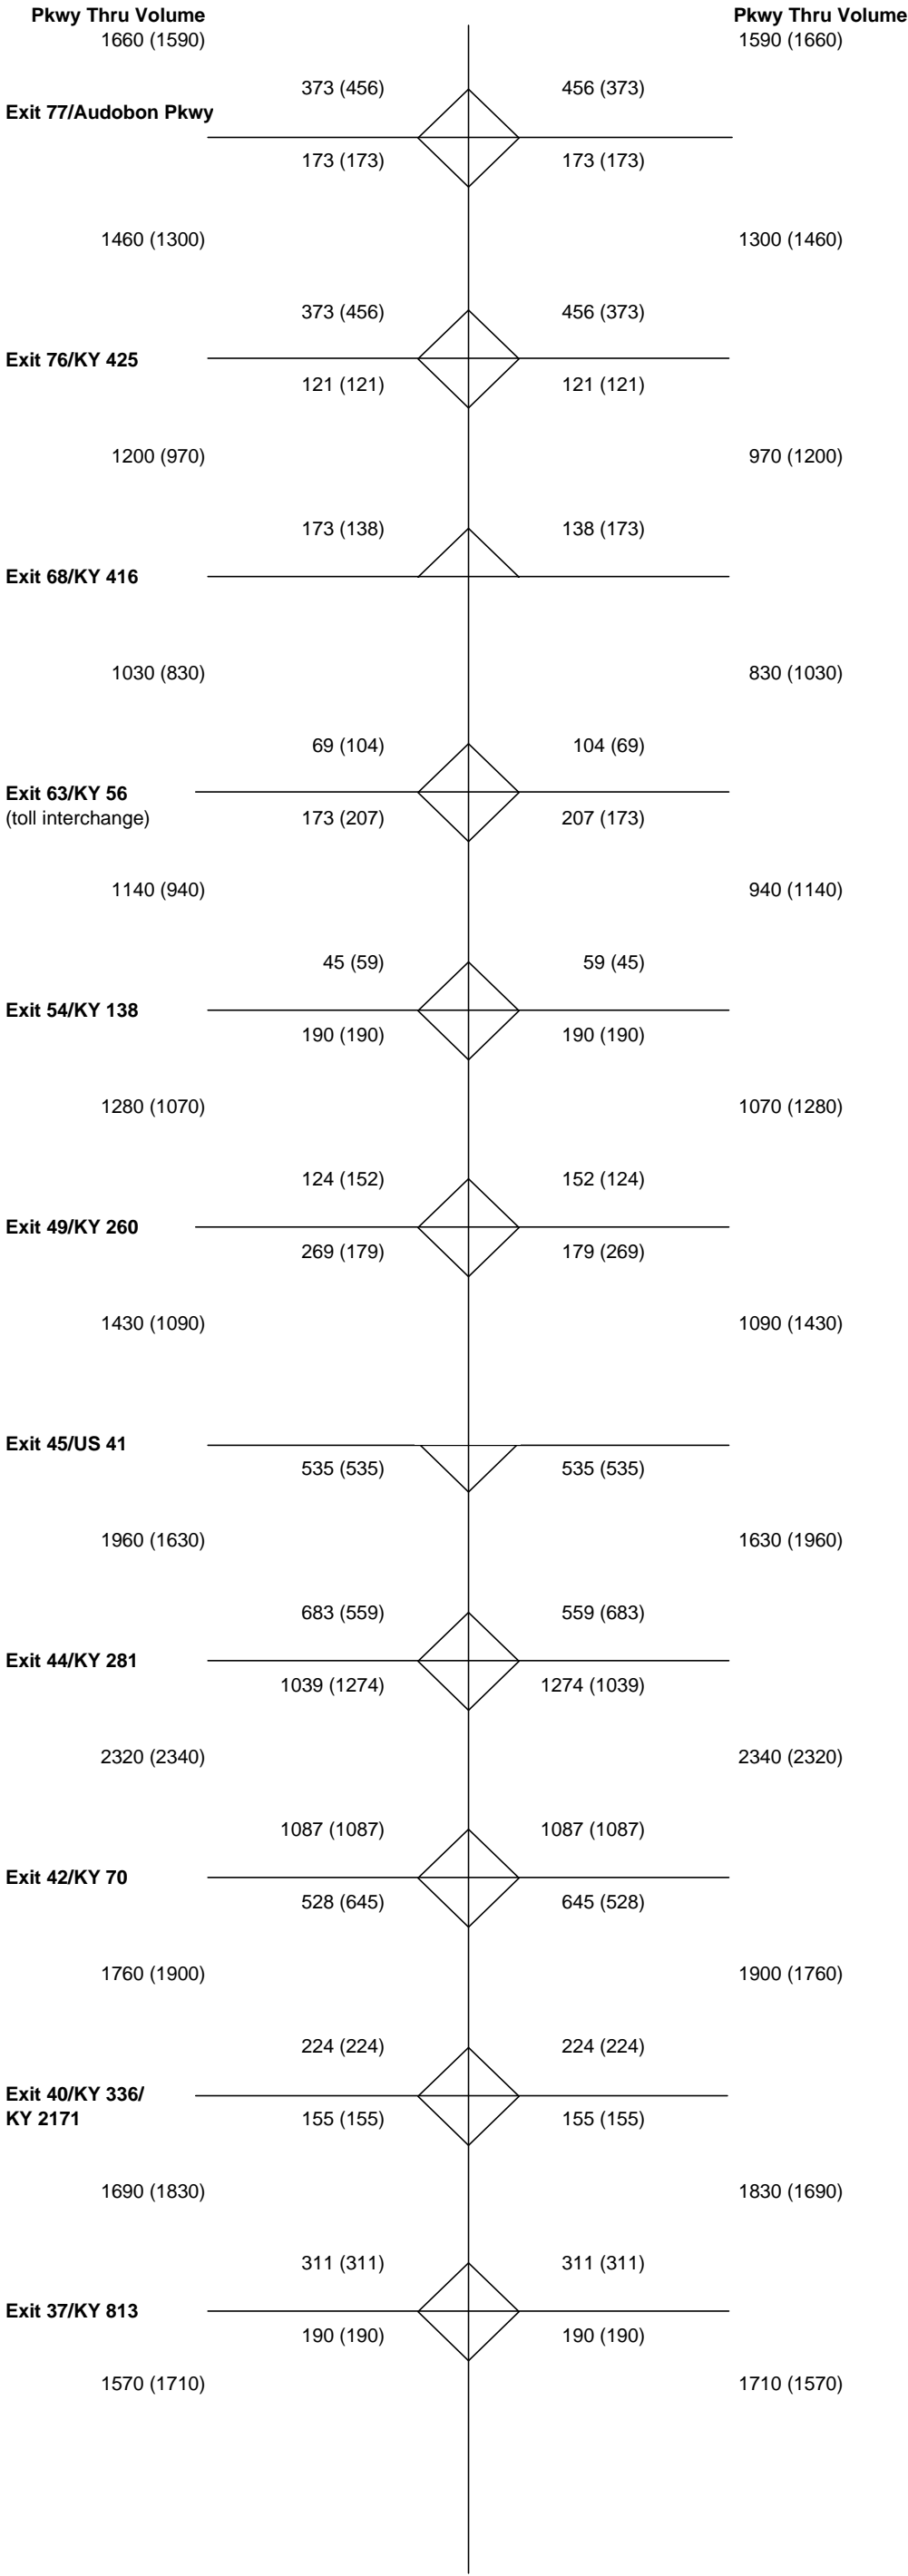 Pkwy Thru Volume Pkwy Thru Volume
1660 (1590) 1590 (1660)
373 (456) 456 (373)
Exit 77/Audobon Pkwy
173 (173) 173 (173)
1460 (1300) 1300 (1460)
373 (456) 456 (373)
Exit 76/KY 425
121 (121) 121 (121)
1200 (970) 970 (1200)
173 (138) 138 (173)
Exit 68/KY 416
1030 (830) 830 (1030)
69 (104) 104 (69)
Exit 63/KY 56
(toll interchange) 173 (207) 207 (173)
1140 (940) 940 (1140)
45 (59) 59 (45)
Exit 54/KY 138
190 (190) 190 (190)
1280 (1070) 1070 (1280)
124 (152) 152 (124)
Exit 49/KY 260
269 (179) 179 (269)
1430 (1090) 1090 (1430)
Exit 45/US 41
535 (535) 535 (535)
1960 (1630) 1630 (1960)
683 (559) 559 (683)
Exit 44/KY 281
1039 (1274) 1274 (1039)
2320 (2340) 2340 (2320)
1087 (1087) 1087 (1087)
Exit 42/KY 70
528 (645) 645 (528)
1760 (1900) 1900 (1760)
224 (224) 224 (224)
Exit 40/KY 336/
KY 2171 155 (155) 155 (155)
1690 (1830) 1830 (1690)
311 (311) 311 (311)
Exit 37/KY 813
190 (190) 190 (190)
1570 (1710) 1710 (1570)